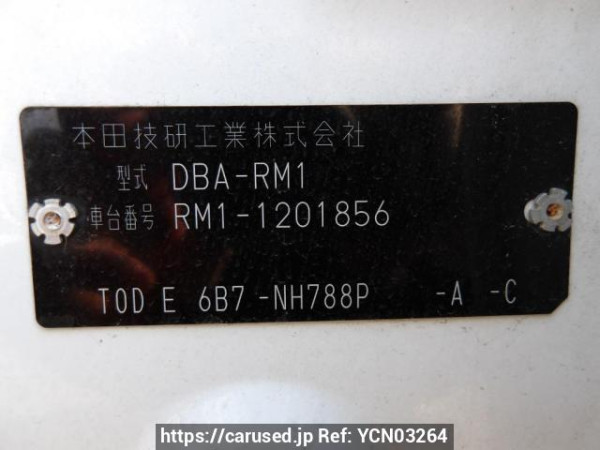 本田技研工業株式会社
型式 DBA-RM1
車台番号 RM1-1201856
TOD E 6B7 -NH788P -A -C
https://carused.jp Ref: YCN03264